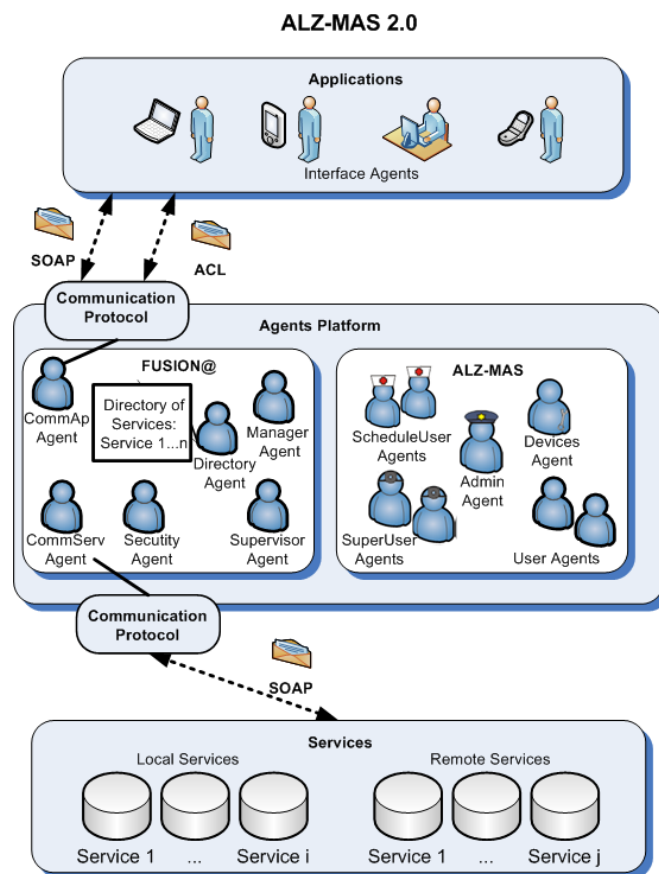 ALZ-MAS 2.0
Applications
Interface Agents
SOAP
ACL
Communication
Protocol
Agents Platform
FUSION@
CommAp
Agent
Directory of
Services:
Service 1...n
Directory
Agent
Manager
Agent
CommServ
Agent
Secutity
Agent
Supervisor
Agent
ALZ-MAS
ScheduleUser
Agents
Admin
Agent
Devices
Agent
SuperUser
Agents
User Agents
Communication
Protocol
SOAP
Services
Local Services
Remote Services
Service 1 ... Service i
Service 1 ... Service j